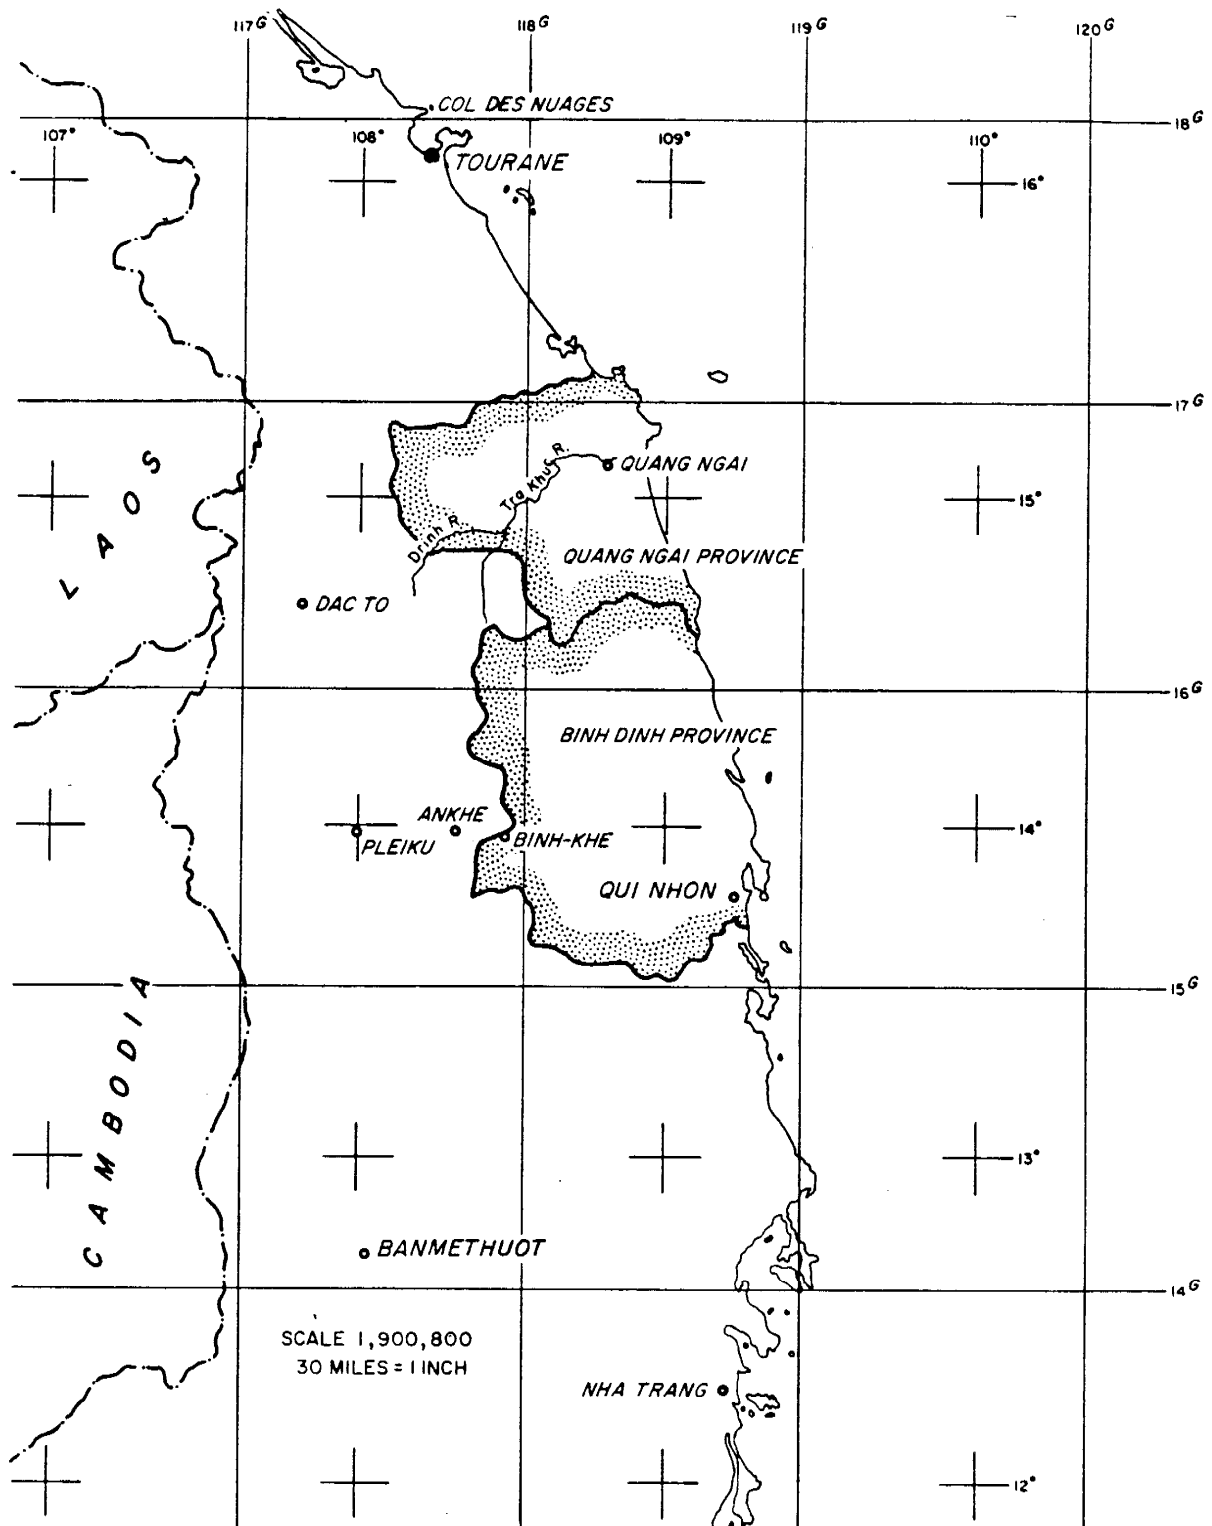 117G 118G 119G 120G
COL DES NUAGES
18G
107° 108° 109° 110°
TOURANE
16°
17G
LAOS
QUANG NGAI
Tra Khuc R.
15°
Drinh R.
QUANG NGAI PROVINCE
DAC TO
16G
BINH DINH PROVINCE
ANKHE
14°
PLEIKU
BINH-KHE
QUI NHON
15G
CAMBODIA
13°
BANMETHUOT
14G
SCALE 1,900,800
30 MILES = 1 INCH
NHA TRANG
12°